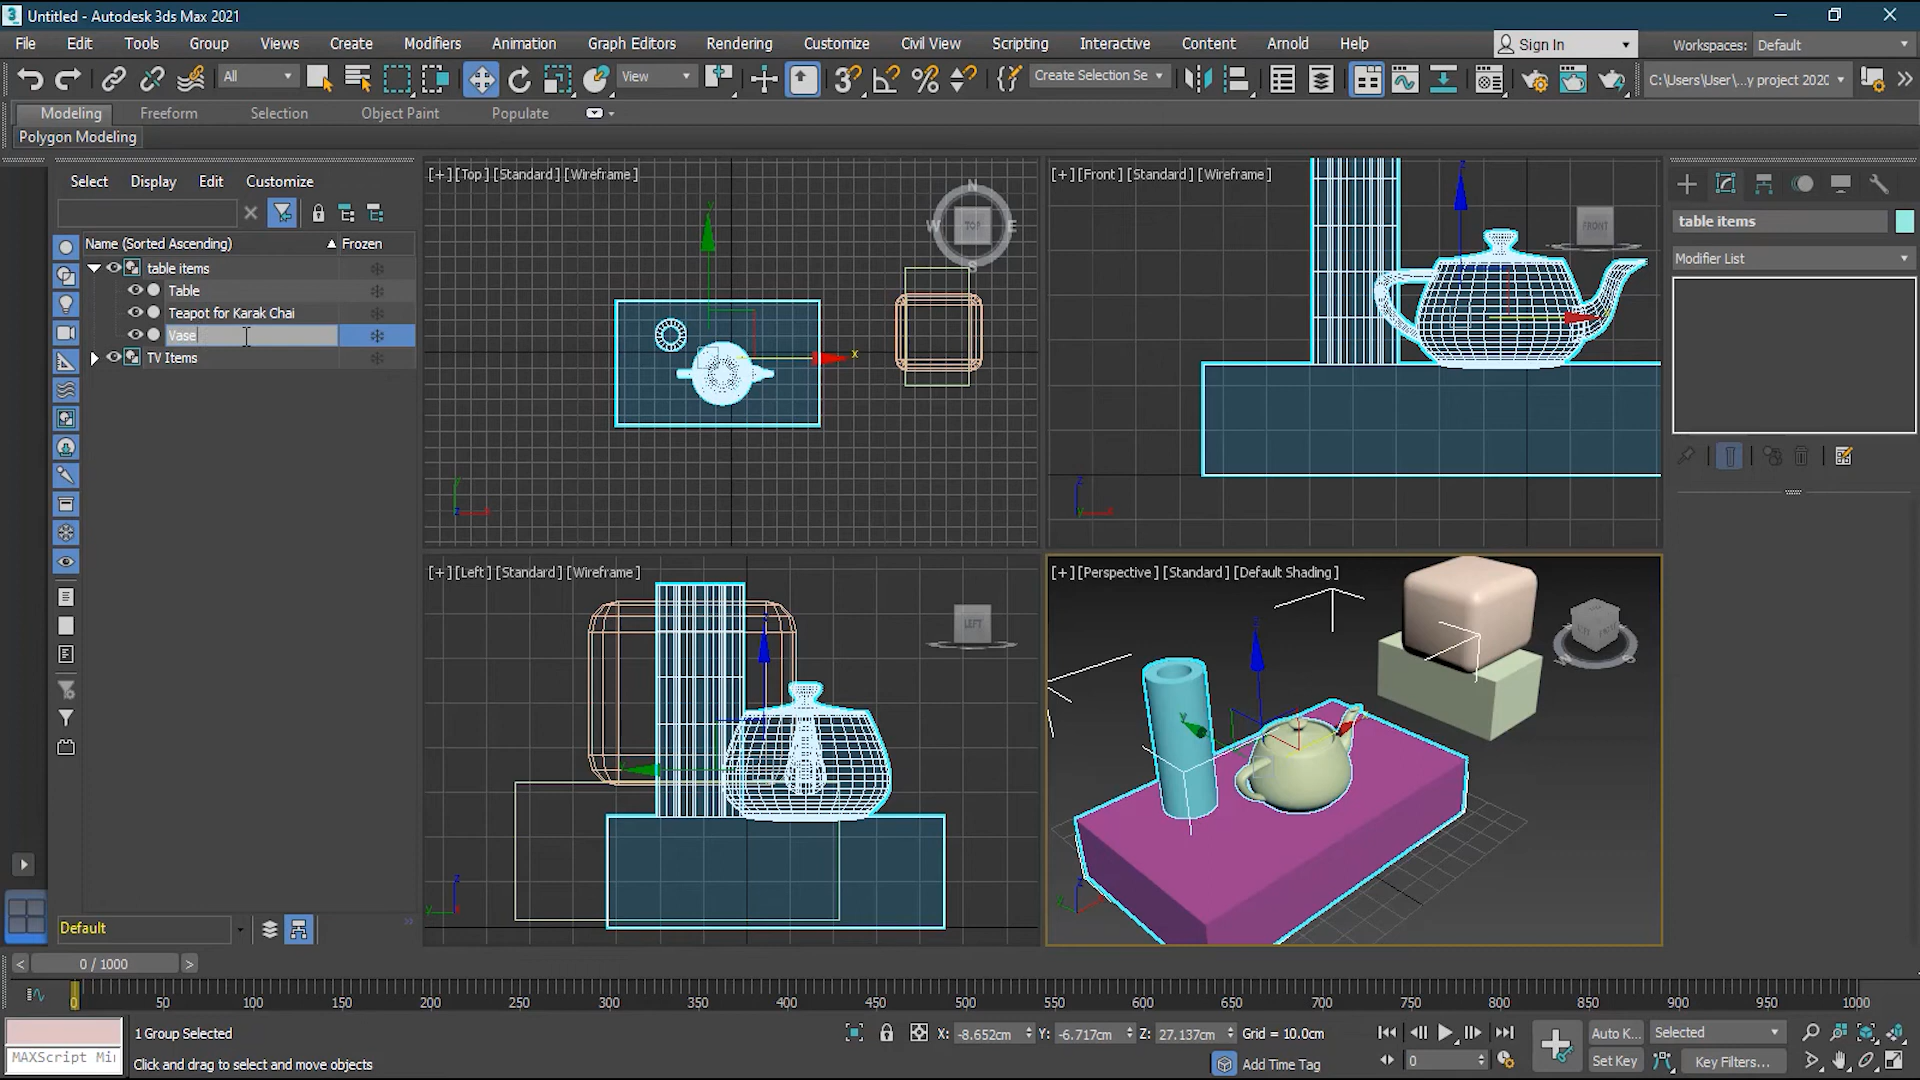 Untitled - Autodesk 3ds Max 2021
File Edit Tools Group Views Create Modifiers Animation Graph Editors Rendering Customize Civil View Scripting Interactive Content Arnold Help Sign In Workspaces: Default
All View Create Selection Se C:\Users\User\...y project 2020
Modeling Freeform Selection Object Paint Populate
Polygon Modeling
Select Display Edit Customize
Name (Sorted Ascending) Frozen
table items
Table
Teapot for Karak Chai
Vase
TV Items
Default
[+][Top][Standard][Wireframe]
N
W TOP E
S
y
x
[+][Front][Standard][Wireframe]
FRONT
[+][Left][Standard][Wireframe]
LEFT
[+][Perspective][Standard][Default Shading]
table items
Modifier List
0 / 1000
0 50 100 150 200 250 300 350 400 450 500 550 600 650 700 750 800 850 900 950 1000
1 Group Selected
X: -8.652cm Y: -6.717cm Z: 27.137cm Grid = 10.0cm
Auto K... Selected
MAXScript Mi
Click and drag to select and move objects
Add Time Tag
0
Set Key Key Filters...